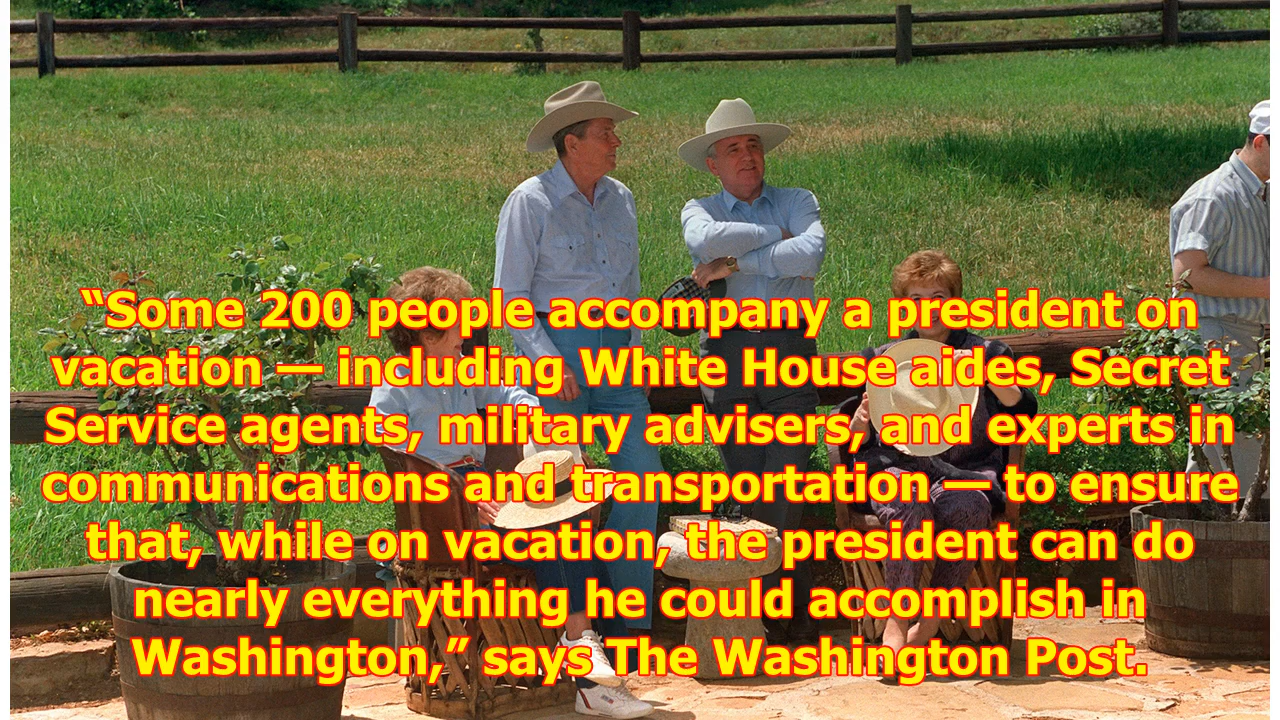 “Some 200 people accompany a president on
vacation — including White House aides, Secret
Service agents, military advisers, and experts in
communications and transportation — to ensure
that, while on vacation, the president can do
nearly everything he could accomplish in
Washington,” says The Washington Post.